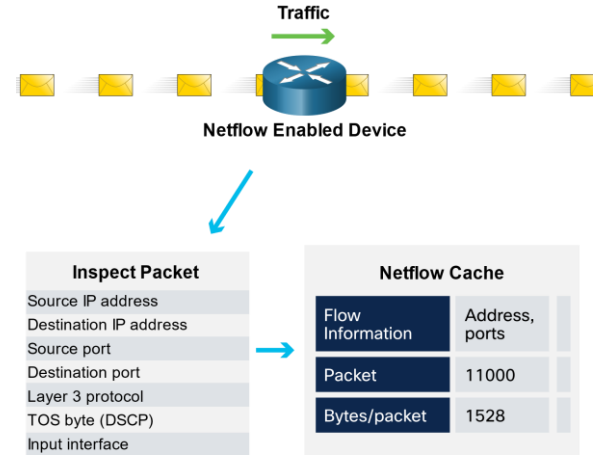 Traffic
Netflow Enabled Device
Inspect Packet
Source IP address
Destination IP address
Source port
Destination port
Layer 3 protocol
TOS byte (DSCP)
Input interface
Netflow Cache
Flow
Information
Address,
ports
Packet
11000
Bytes/packet
1528